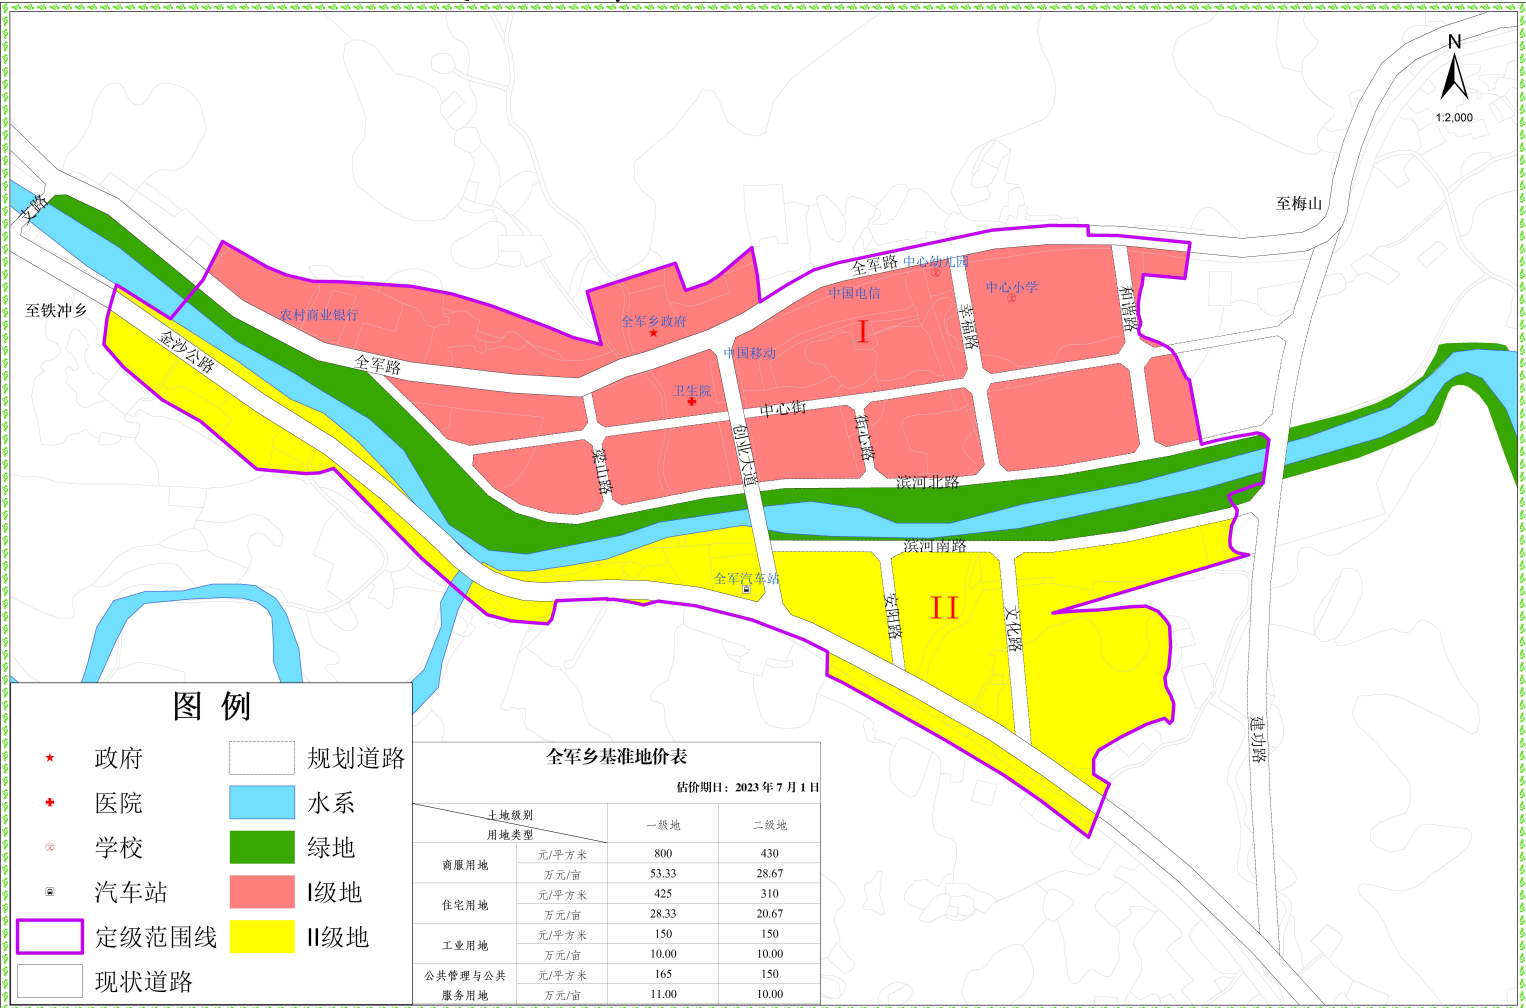 N
1:2,000
至梅山
支路
至铁冲乡
金沙公路
农村商业银行
全军路
全军乡政府
中国移动
卫生院
全军路
中心幼儿园
中国电信
中心小学
I
幸福路
和谐路
中心街
梁山路
创业大道
街心路
滨河北路
滨河南路
全军汽车站
安阳路
II
文化路
建功路
图 例
政府
规划道路
医院
水系
学校
绿地
汽车站
I级地
定级范围线
II级地
现状道路
全军乡基准地价表
估价期日：2023年7月1日
土地级别
用地类型
一级地 二级地
商服用地
元/平方米 800 430
万元/亩 53.33 28.67
住宅用地
元/平方米 425 310
万元/亩 28.33 20.67
工业用地
元/平方米 150 150
万元/亩 10.00 10.00
公共管理与公共
服务用地
元/平方米 165 150
万元/亩 11.00 10.00